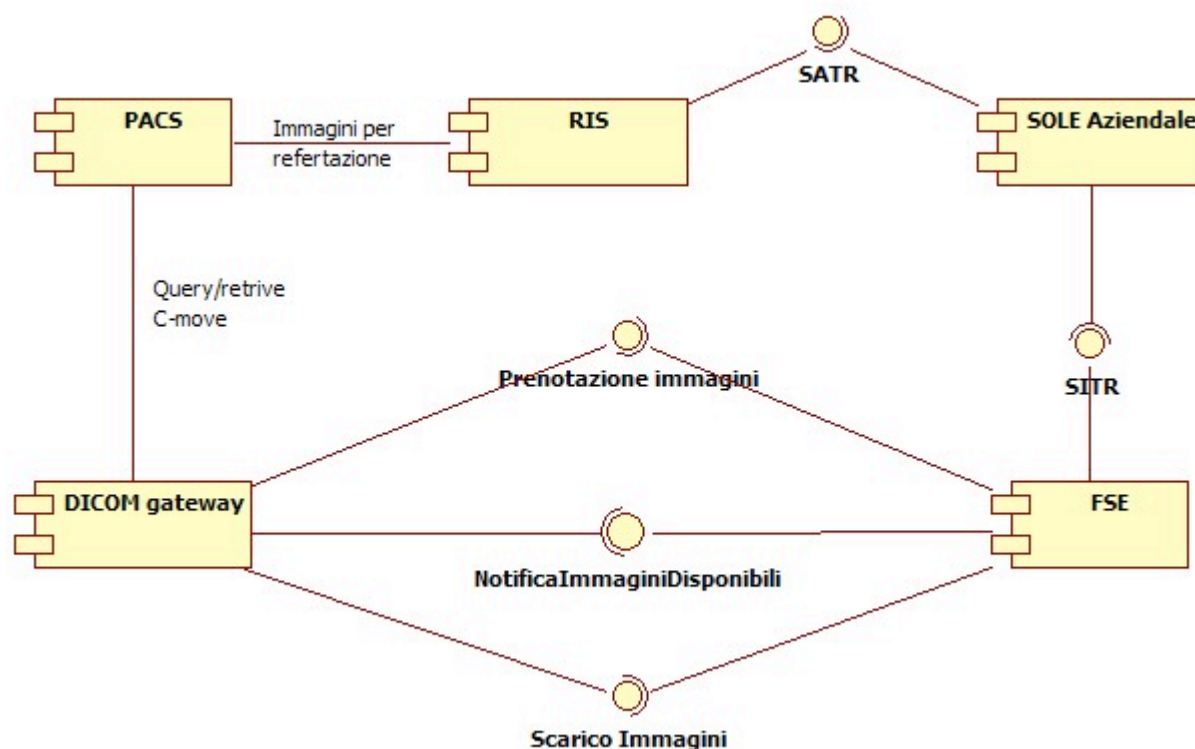 SATR
PACS
Immagini per
refertazione
RIS
SOLE Aziendale
Query/retrive
C-move
Prenotazione immagini
SITR
DICOM gateway
FSE
NotificaImmaginiDisponibili
Scarico Immagini